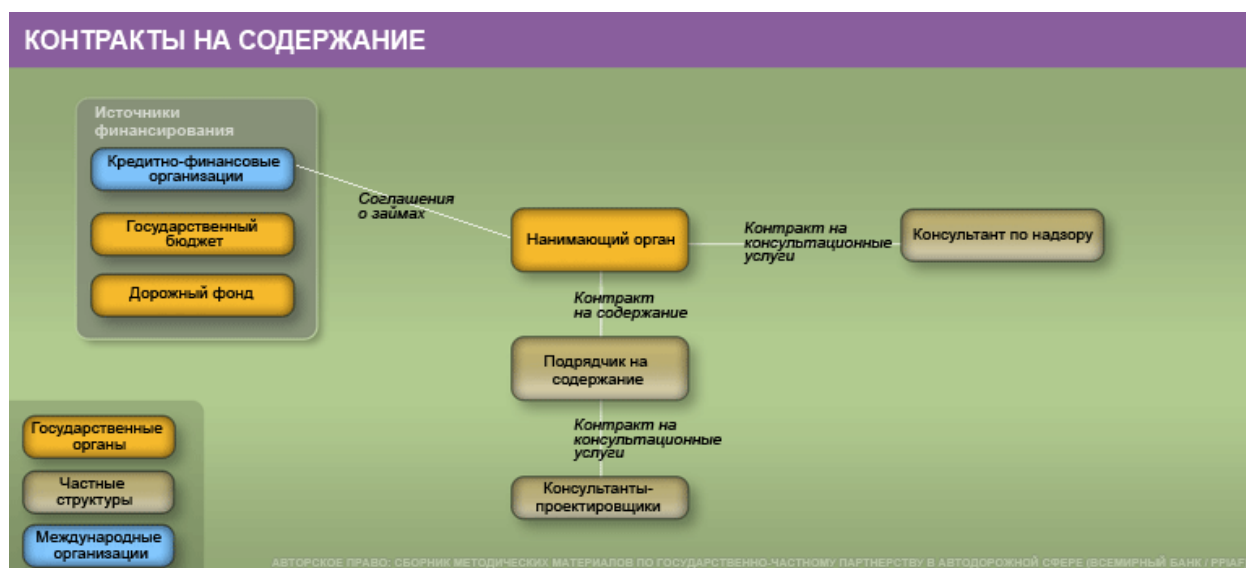 КОНТРАКТЫ НА СОДЕРЖАНИЕ
Источники
финансирования
Кредитно-финансовые
организации
Государственный
бюджет
Дорожный фонд
Соглашения
о займах
Нанимающий орган
Контракт на
консультационные
услуги
Консультант по надзору
Контракт
на содержание
Подрядчик на
содержание
Контракт на
консультационные
услуги
Консультанты-
проектировщики
Государственные
органы
Частные
структуры
Международные
организации
АВТОРСКОЕ ПРАВО: СБОРНИК МЕТОДИЧЕСКИХ МАТЕРИАЛОВ ПО ГОСУДАРСТВЕННО-ЧАСТНОМУ ПАРТНЕРСТВУ В АВТОДОРОЖНОЙ СФЕРЕ (ВСЕМИРНЫЙ БАНК / PPIAF